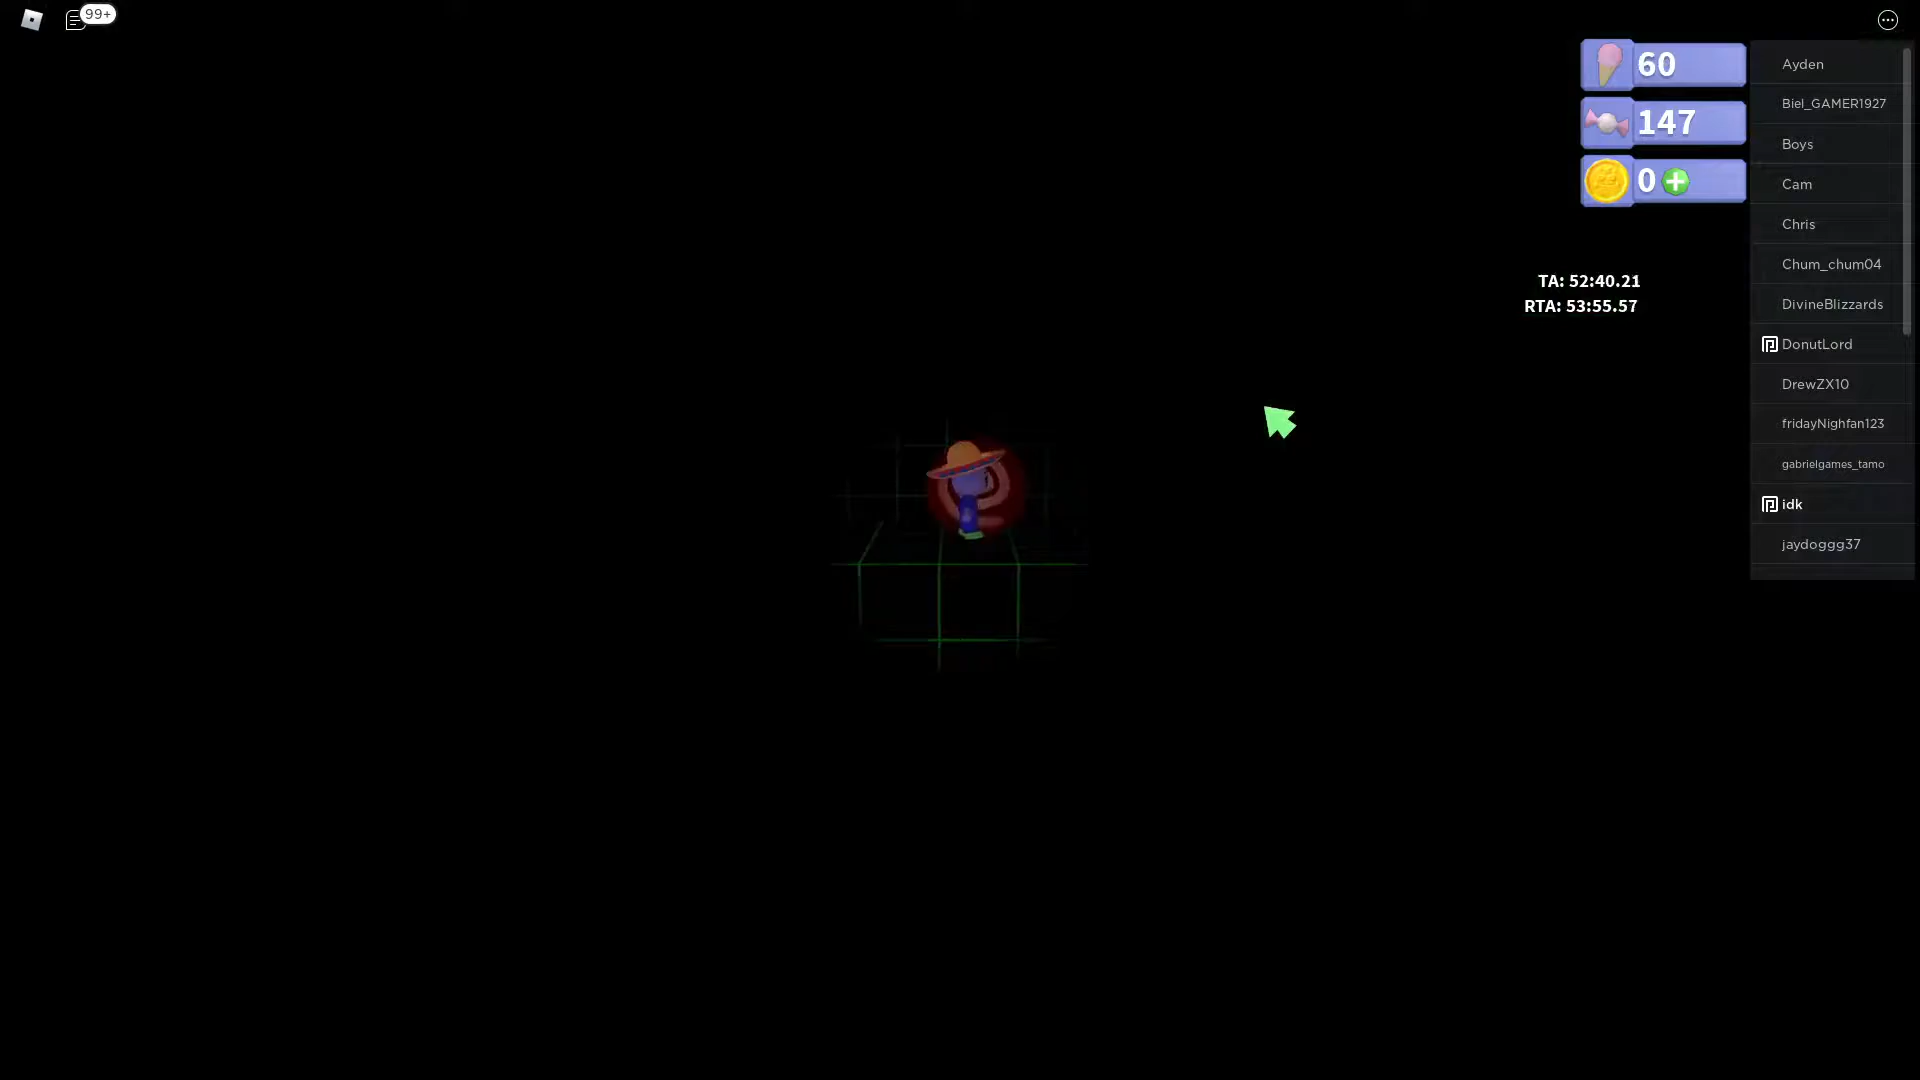 99+
60
147
0
TA: 52:40.21
RTA: 53:55.57
Ayden
Biel_GAMER1927
Boys
Cam
Chris
Chum_chum04
DivineBlizzards
DonutLord
DrewZX10
fridayNighfan123
gabrielgames_tamo
idk
jaydoggg37